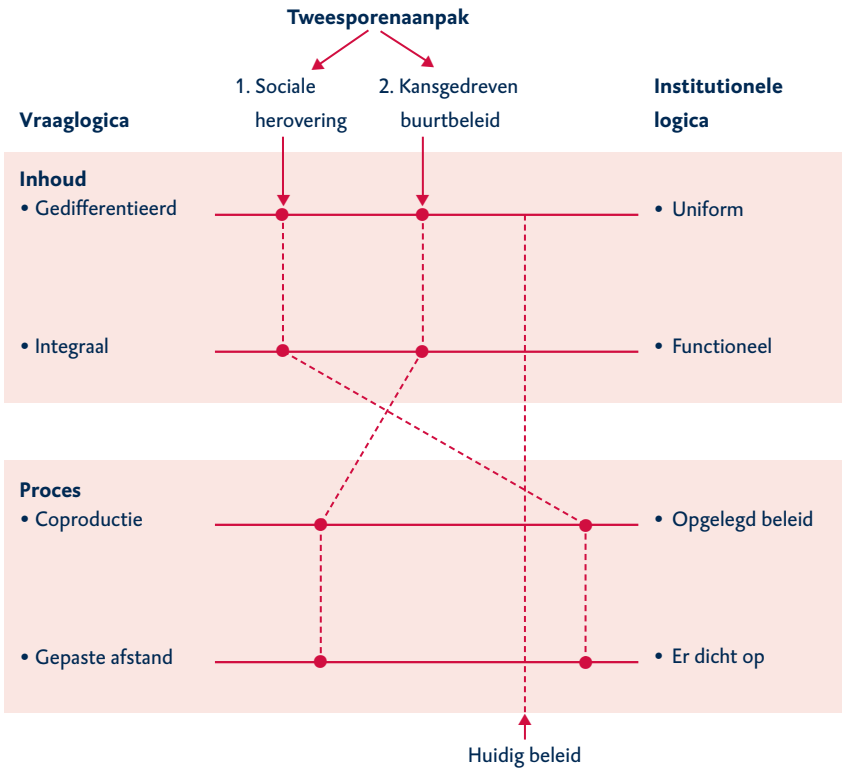 Tweesporenaanpak
1. Sociale
herovering
2. Kansgedreven
buurtbeleid
Institutionele
logica
Vraaglogica
Inhoud
• Gedifferentieerd
• Uniform
• Integraal
• Functioneel
Proces
• Coproductie
• Opgelegd beleid
• Gepaste afstand
• Er dicht op
Huidig beleid